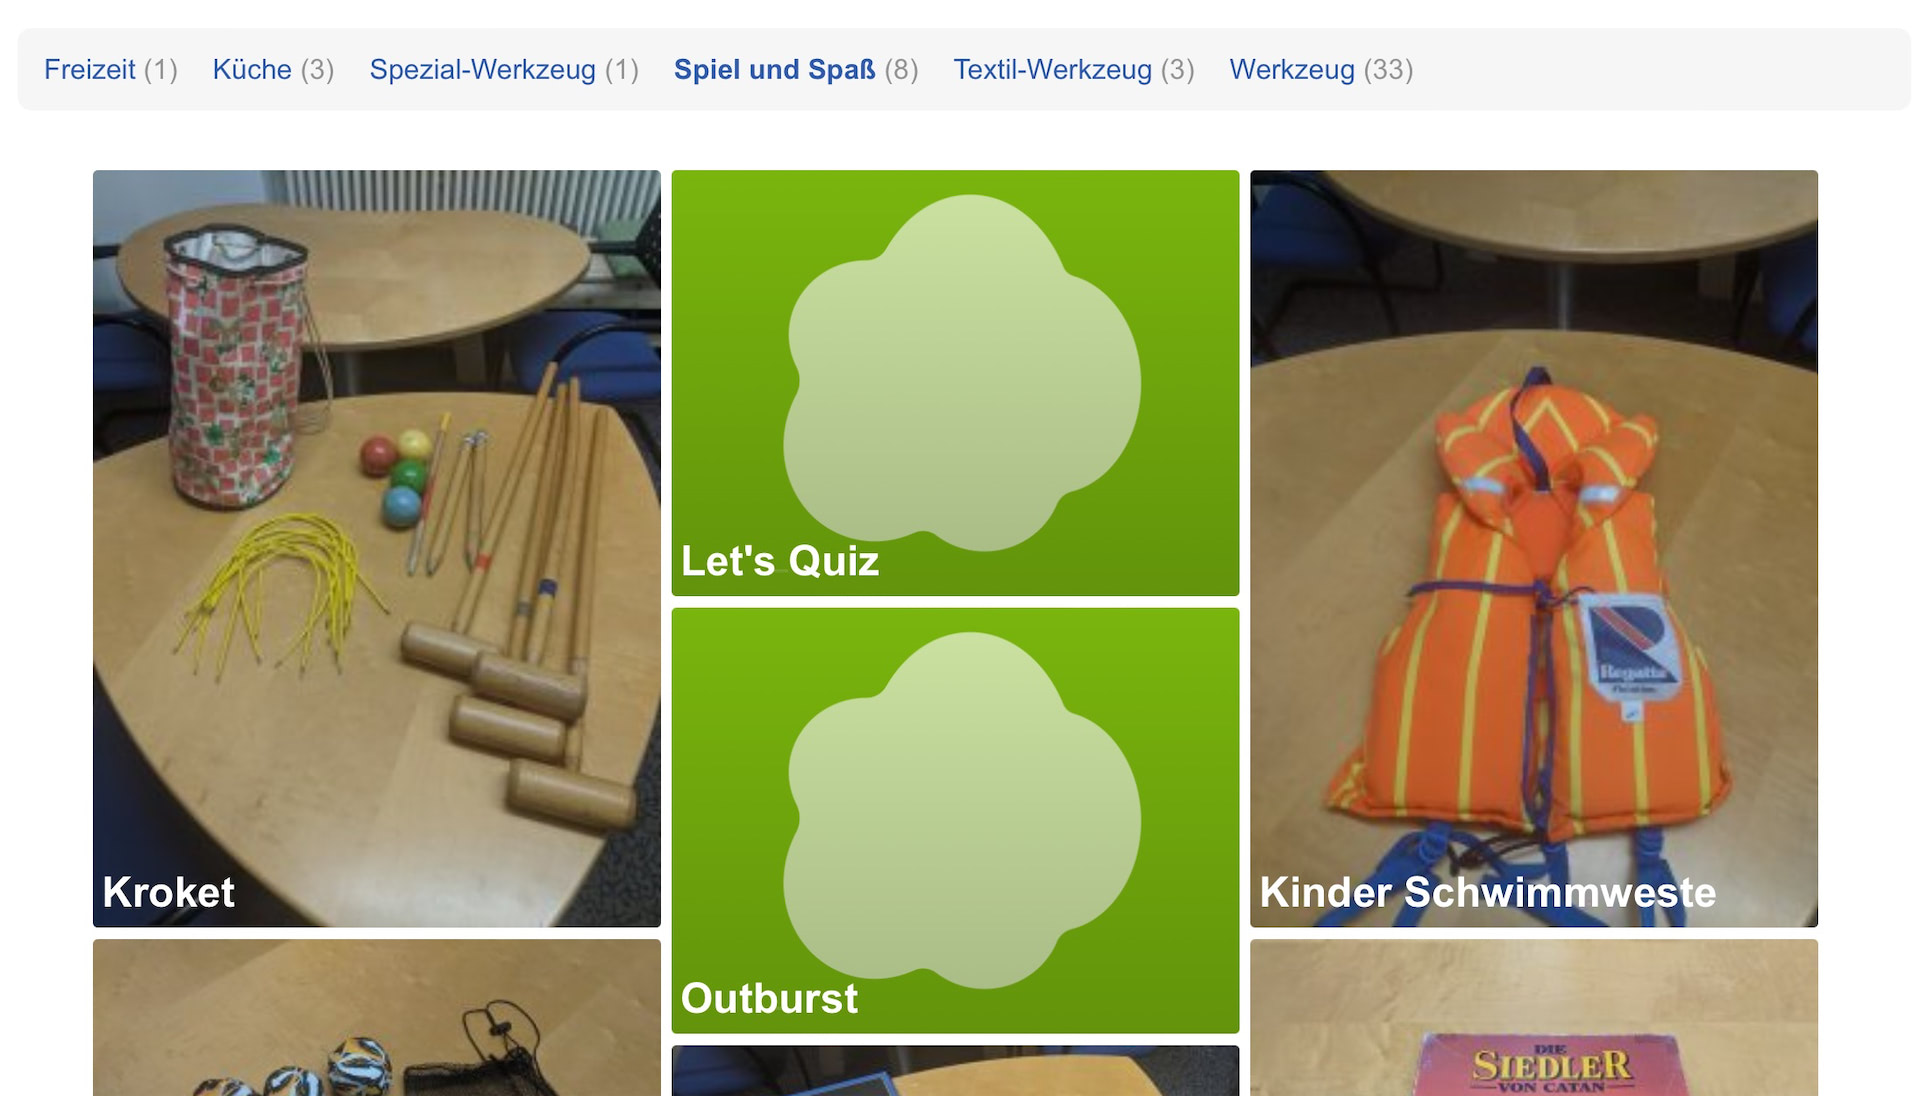 Freizeit (1) Küche (3) Spezial-Werkzeug (1) Spiel und Spaß (8) Textil-Werkzeug (3) Werkzeug (33)
Kroket
Let's Quiz
Outburst
Regatta
Kinder Schwimmweste
DIE
SIEDLER
VON CATAN